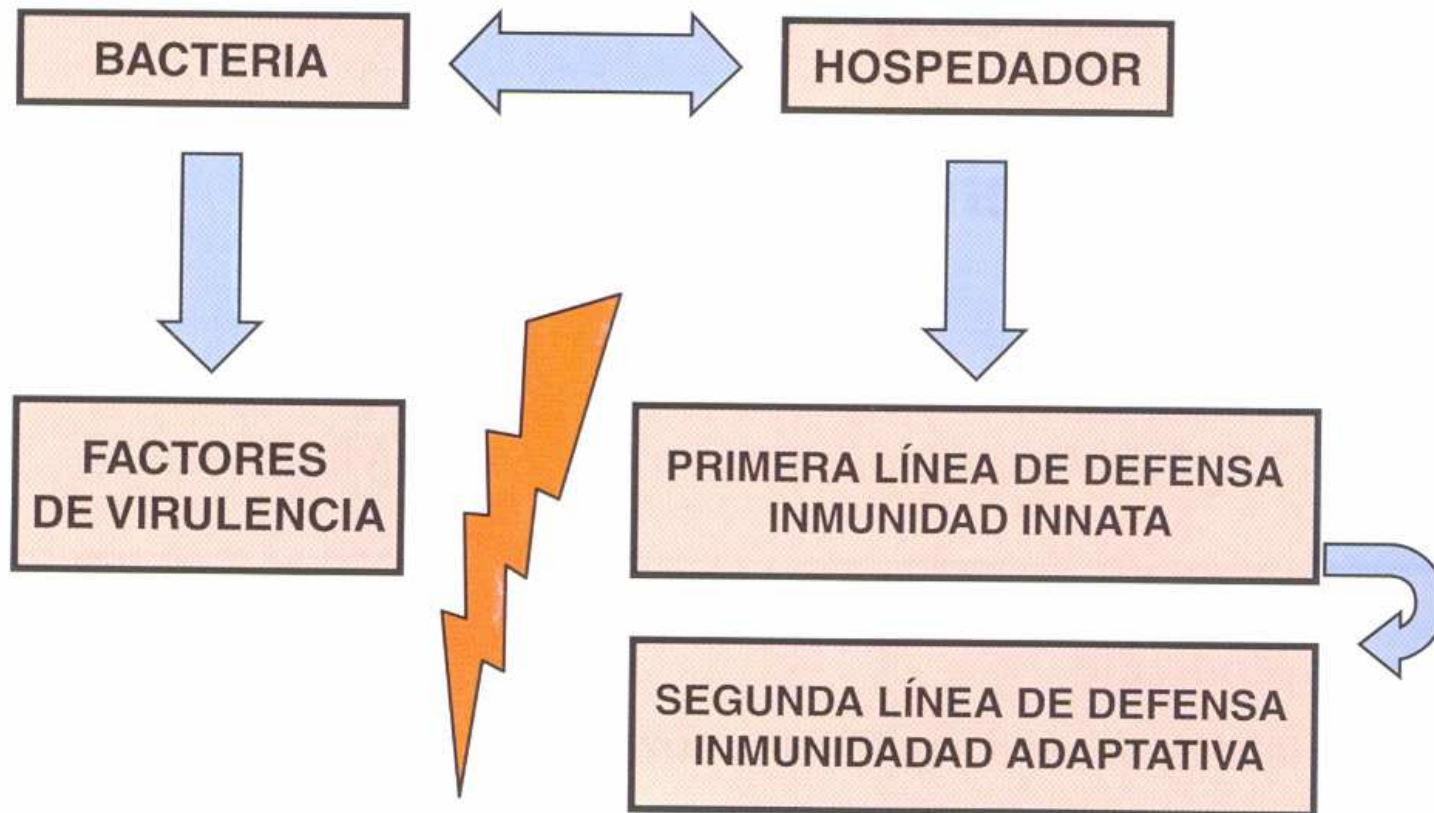 BACTERIA
HOSPEDADOR
FACTORES
DE VIRULENCIA
PRIMERA LÍNEA DE DEFENSA
INMUNIDAD INNATA
SEGUNDA LÍNEA DE DEFENSA
INMUNIDADAD ADAPTATIVA